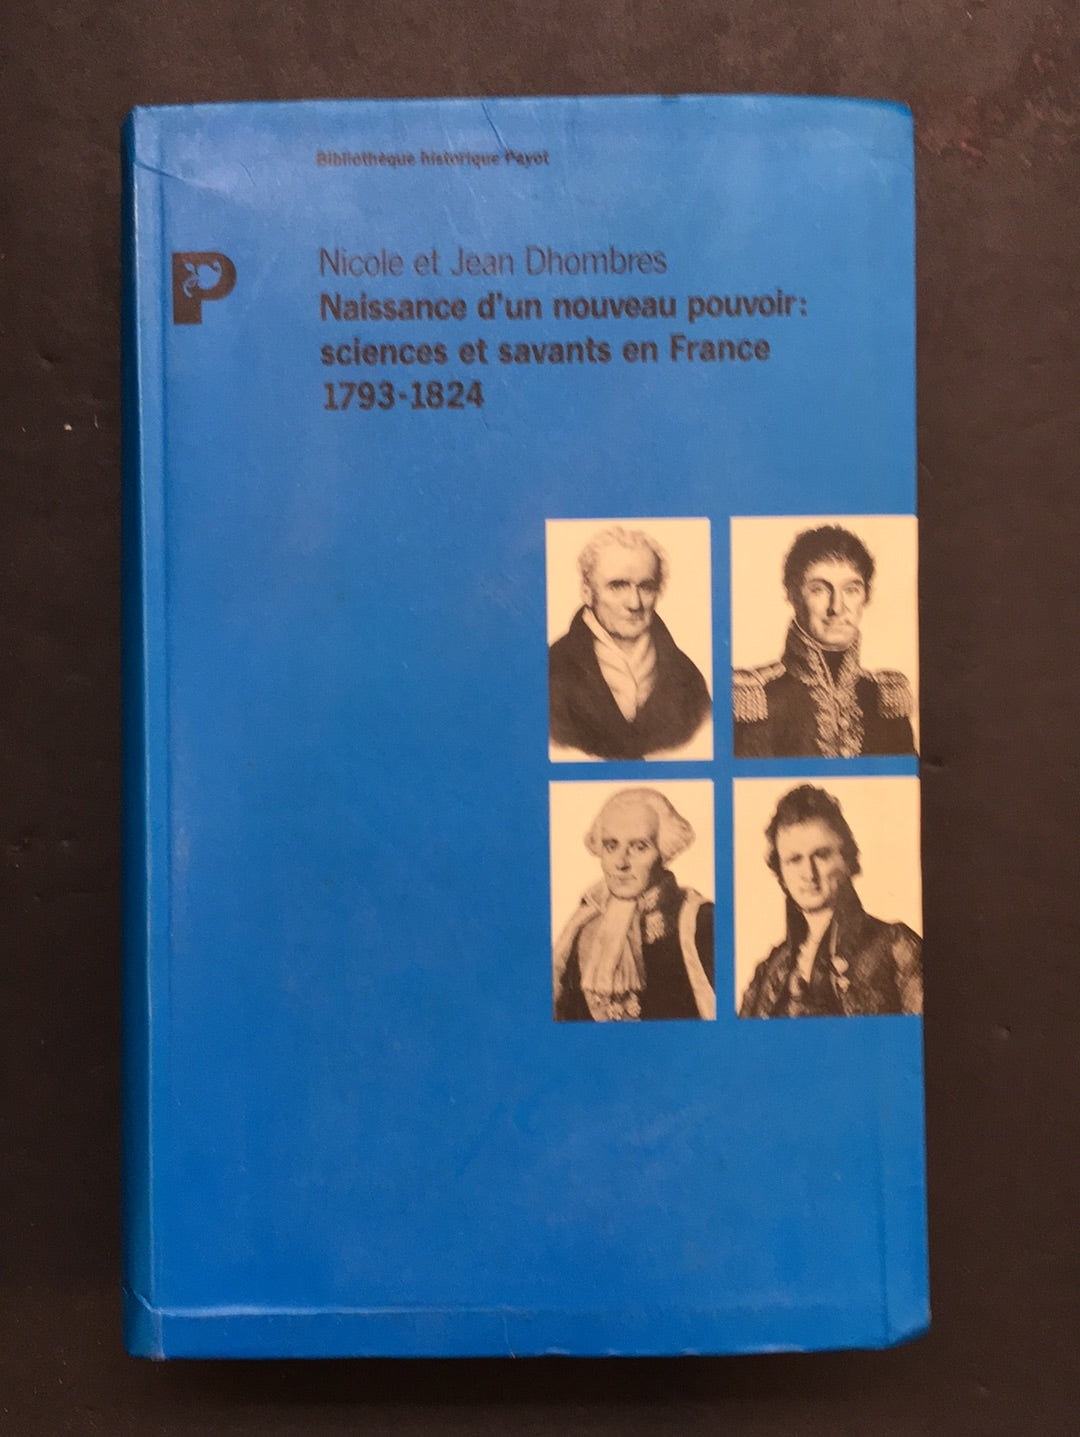 Bibliothèque historique Payot
Nicole et Jean Dhombres
Naissance d'un nouveau pouvoir:
sciences et savants en France
1793-1824
P